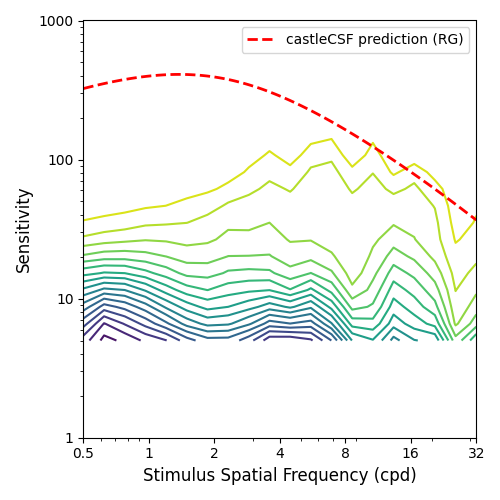 1000
castleCSF prediction (RG)
100
Sensitivity
10
1
0.5 1 2 4 8 16 32
Stimulus Spatial Frequency (cpd)